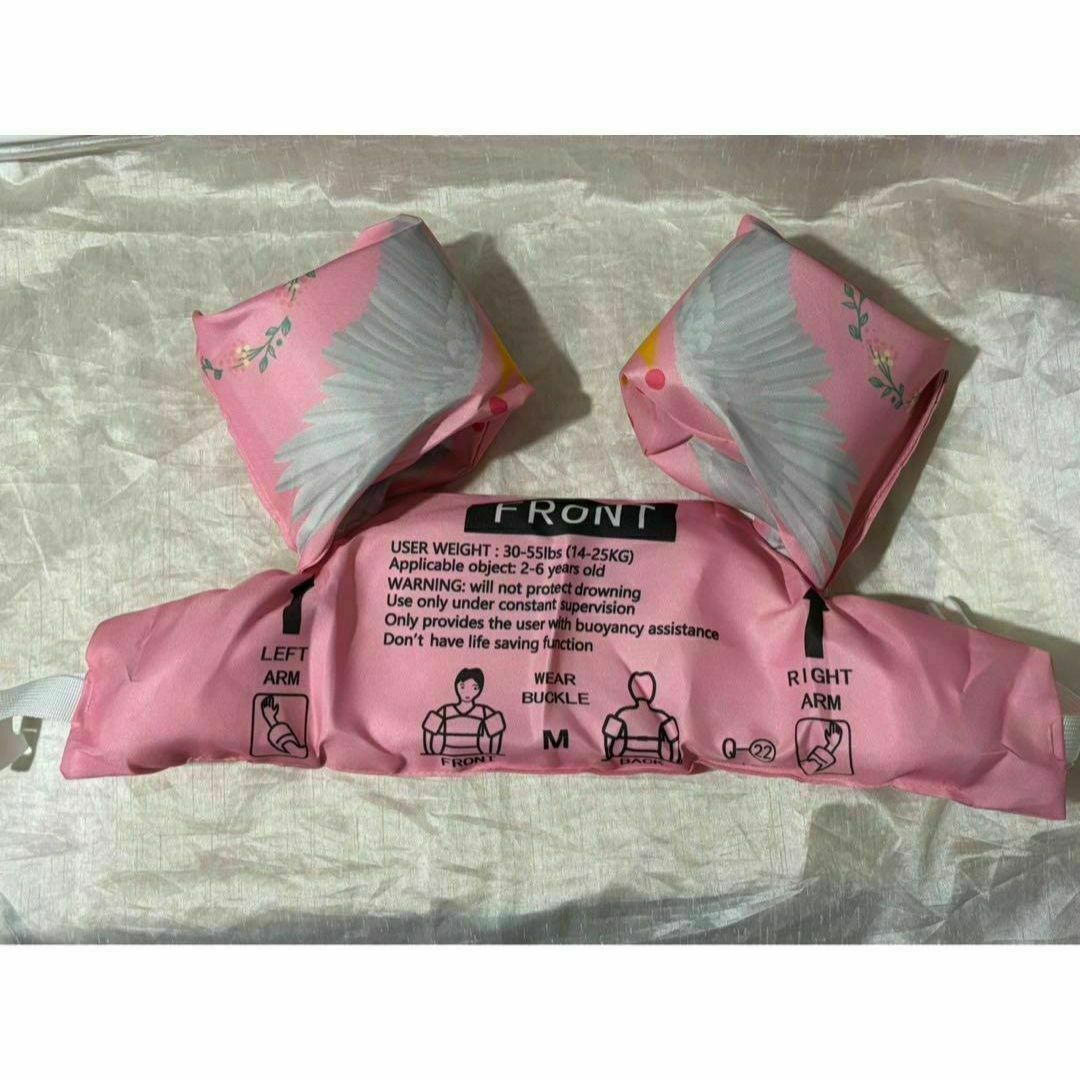 FRONT
USER WEIGHT : 30-55lbs (14-25KG)
Applicable object: 2-6 years old
WARNING: will not protect drowning
Use only under constant supervision
Only provides the user with buoyancy assistance
Don't have life saving function
LEFT
ARM
WEAR
BUCKLE
RIGHT
ARM
M
22
FRONT
BACK